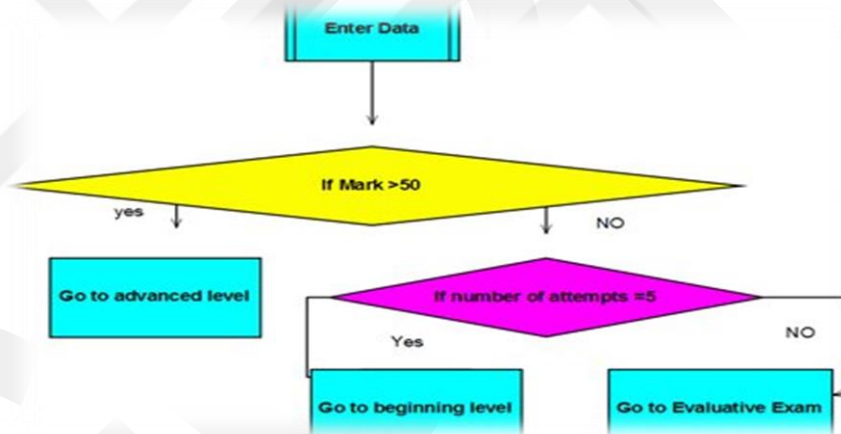 Enter Data
If Mark >50
yes
NO
Go to advanced level
If number of attempts =5
Yes
NO
Go to beginning level
Go to Evaluative Exam